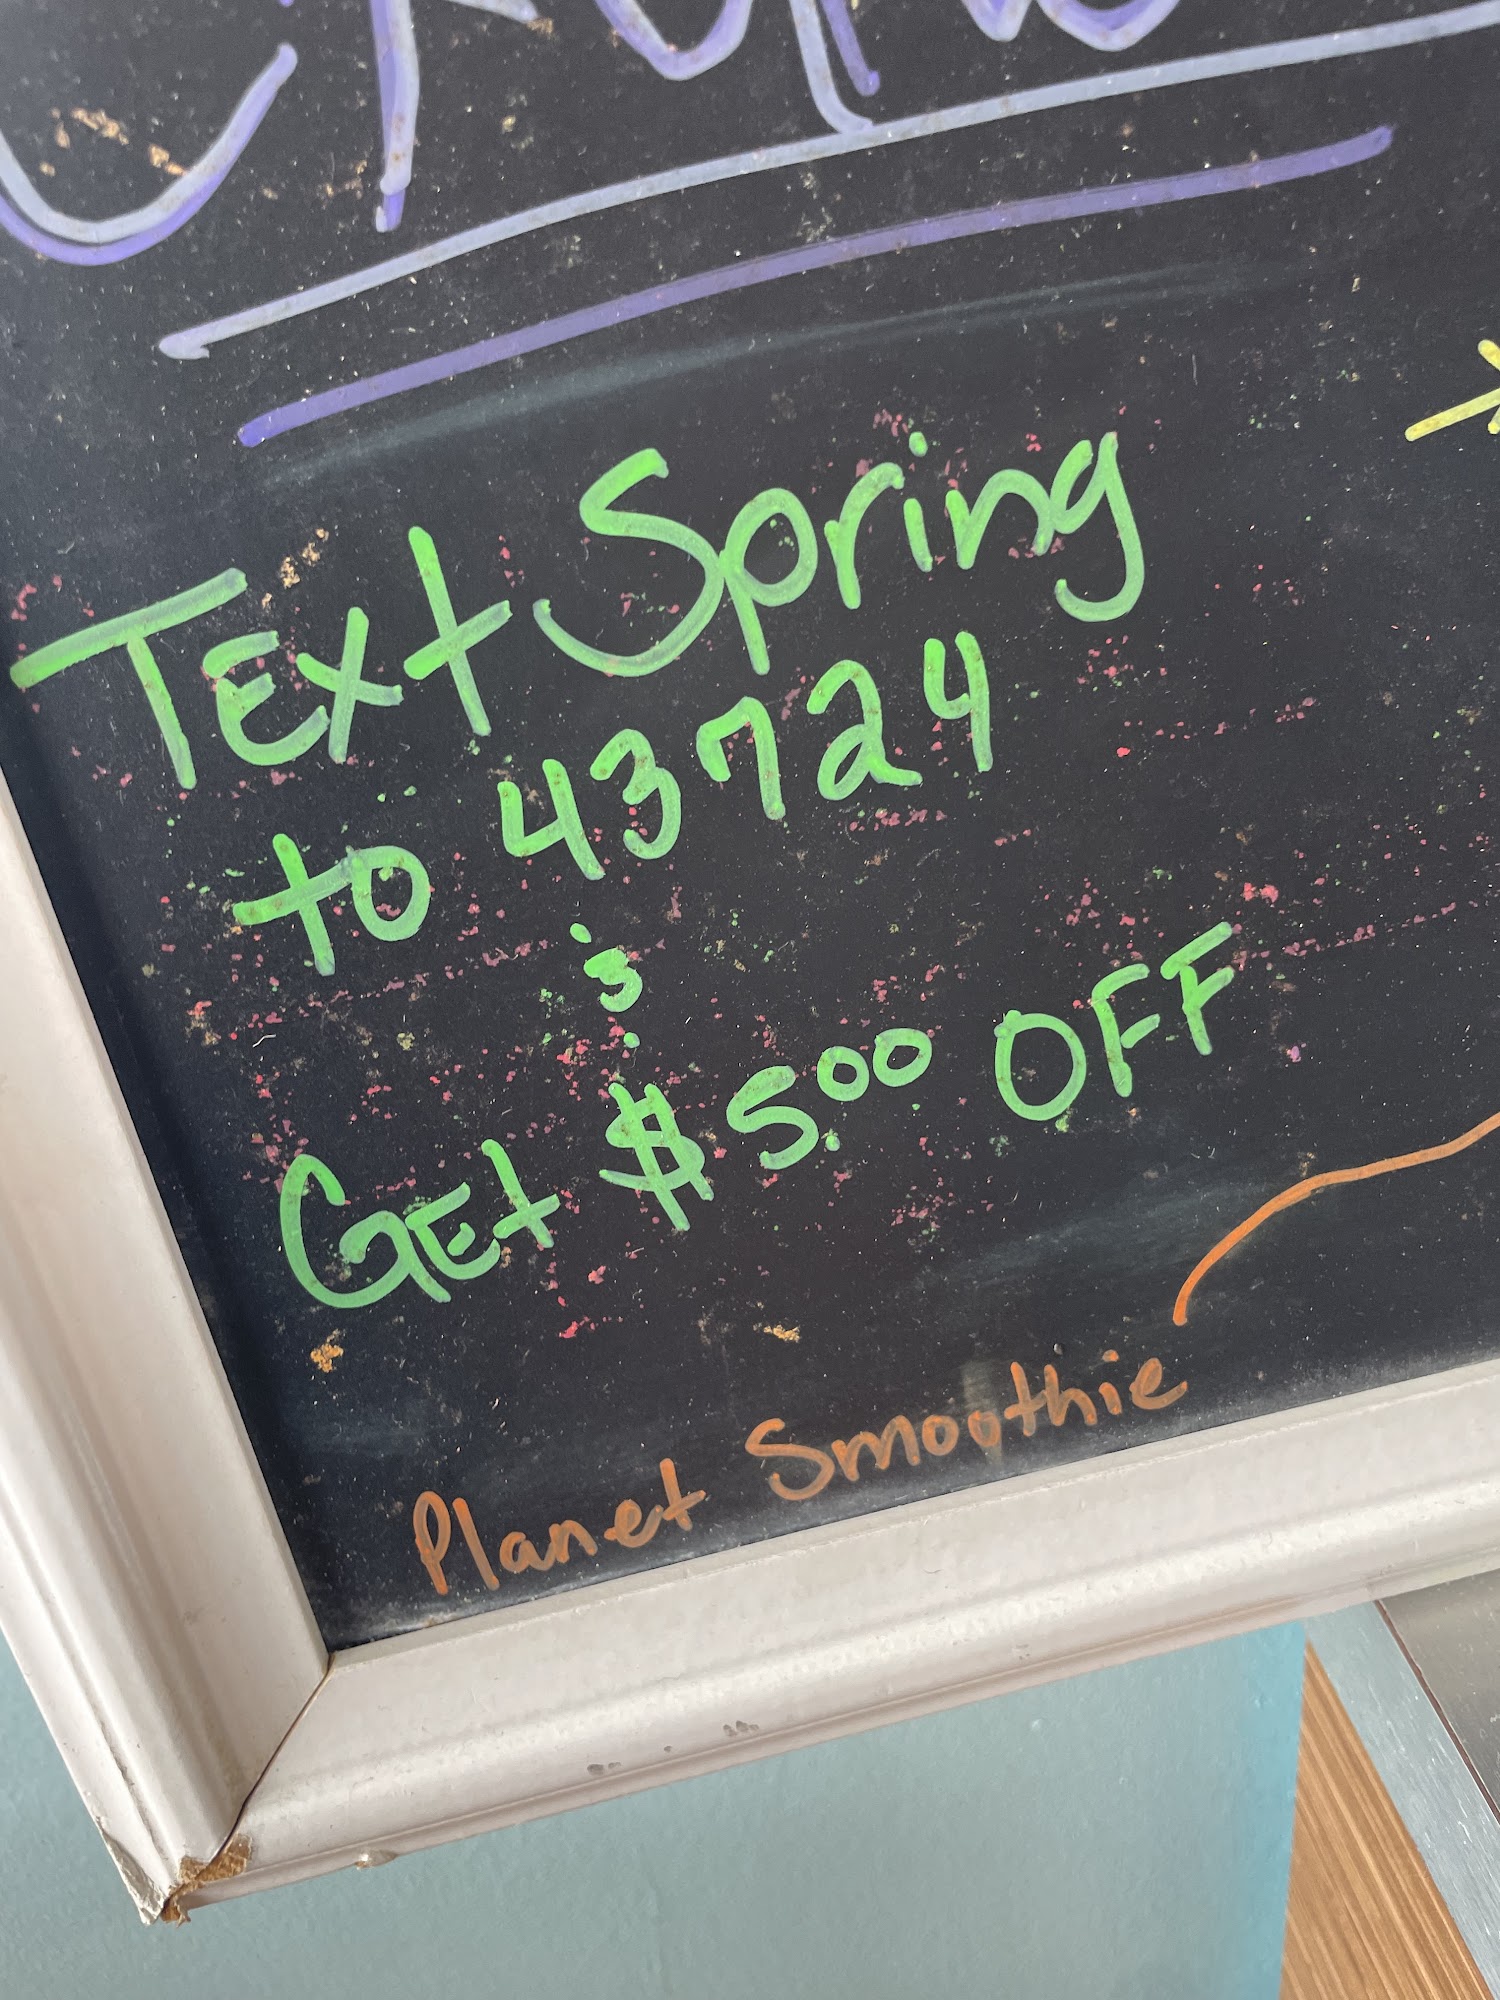 Text Spring
to 43724
&
Get $5.00 OFF
Planet Smoothie